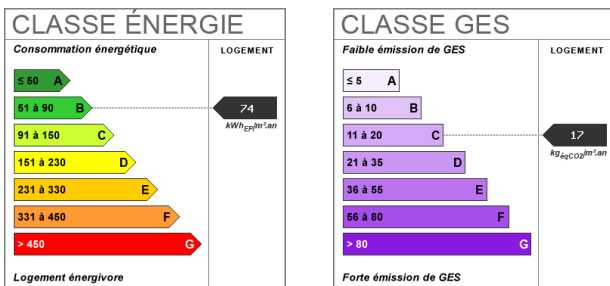 CLASSE ÉNERGIE
Consommation énergétique
LOGEMENT
≤ 50 A
51 à 90 B
74
kWhEP/m².an
91 à 150 C
151 à 230 D
231 à 330 E
331 à 450 F
> 450 G
Logement énergivore
CLASSE GES
Faible émission de GES
LOGEMENT
≤ 5 A
6 à 10 B
11 à 20 C
17
kgéqCO2/m².an
21 à 35 D
36 à 55 E
56 à 80 F
> 80 G
Forte émission de GES